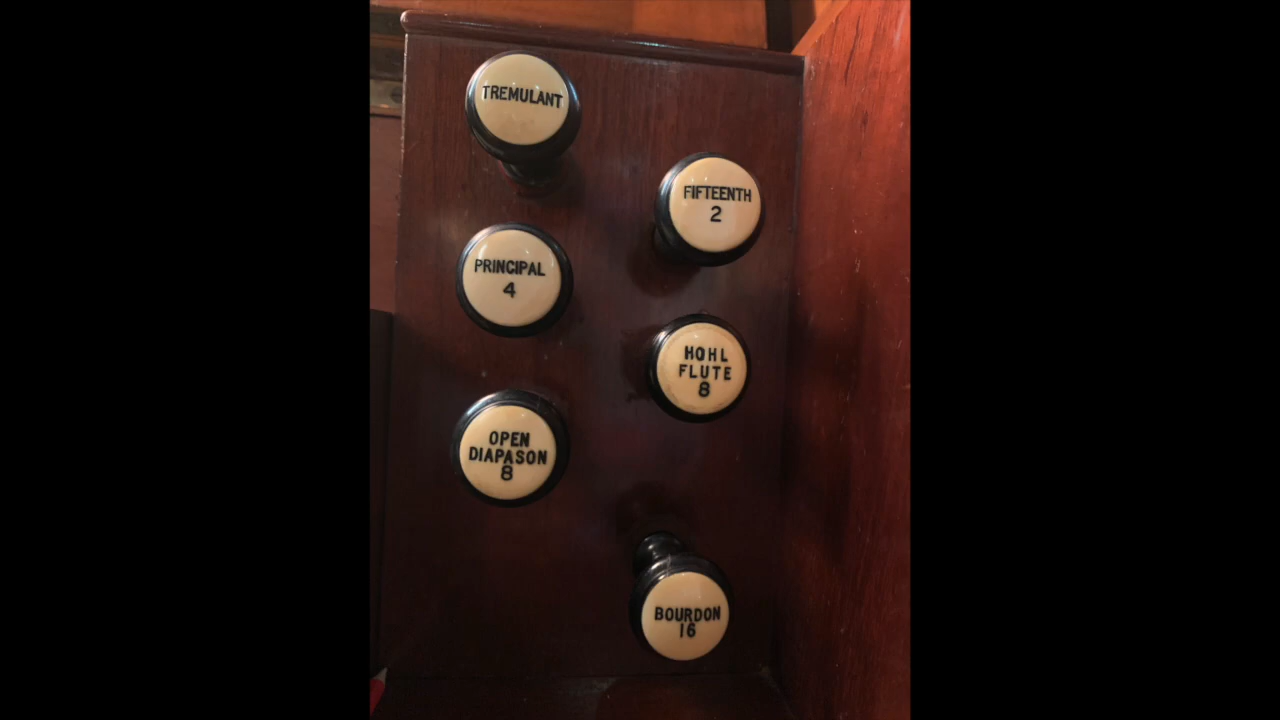 TREMULANT
FIFTEENTH
2
PRINCIPAL
4
HOHL
FLUTE
8
OPEN
DIAPASON
8
BOURDON
16